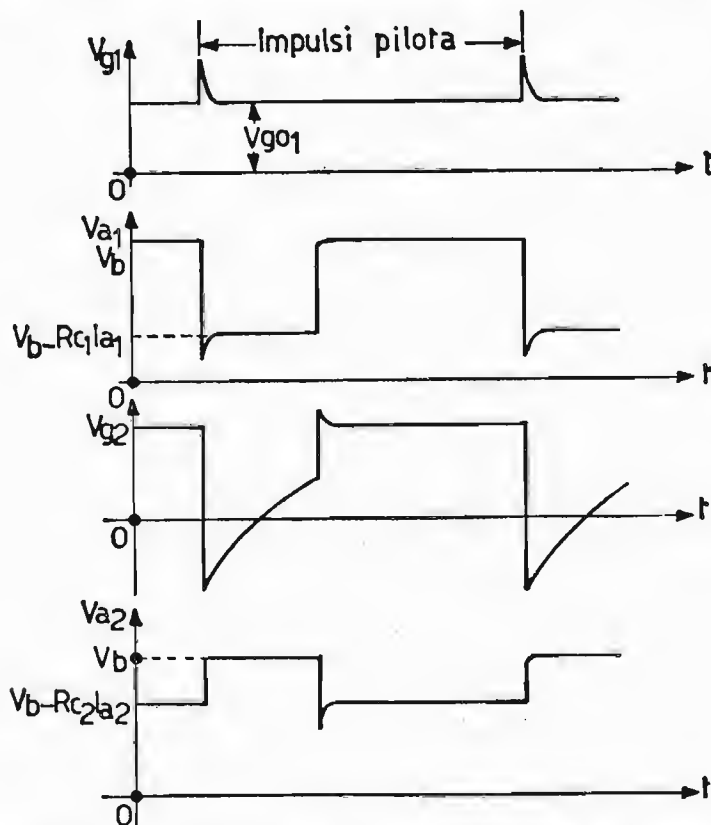 Impulsi pilota
Vg1
Vgo1
0
t
Va1
Vb
Vb-Rc1Ia1
0
t
Vg2
0
t
Va2
Vb
Vb-Rc2Ia2
0
t